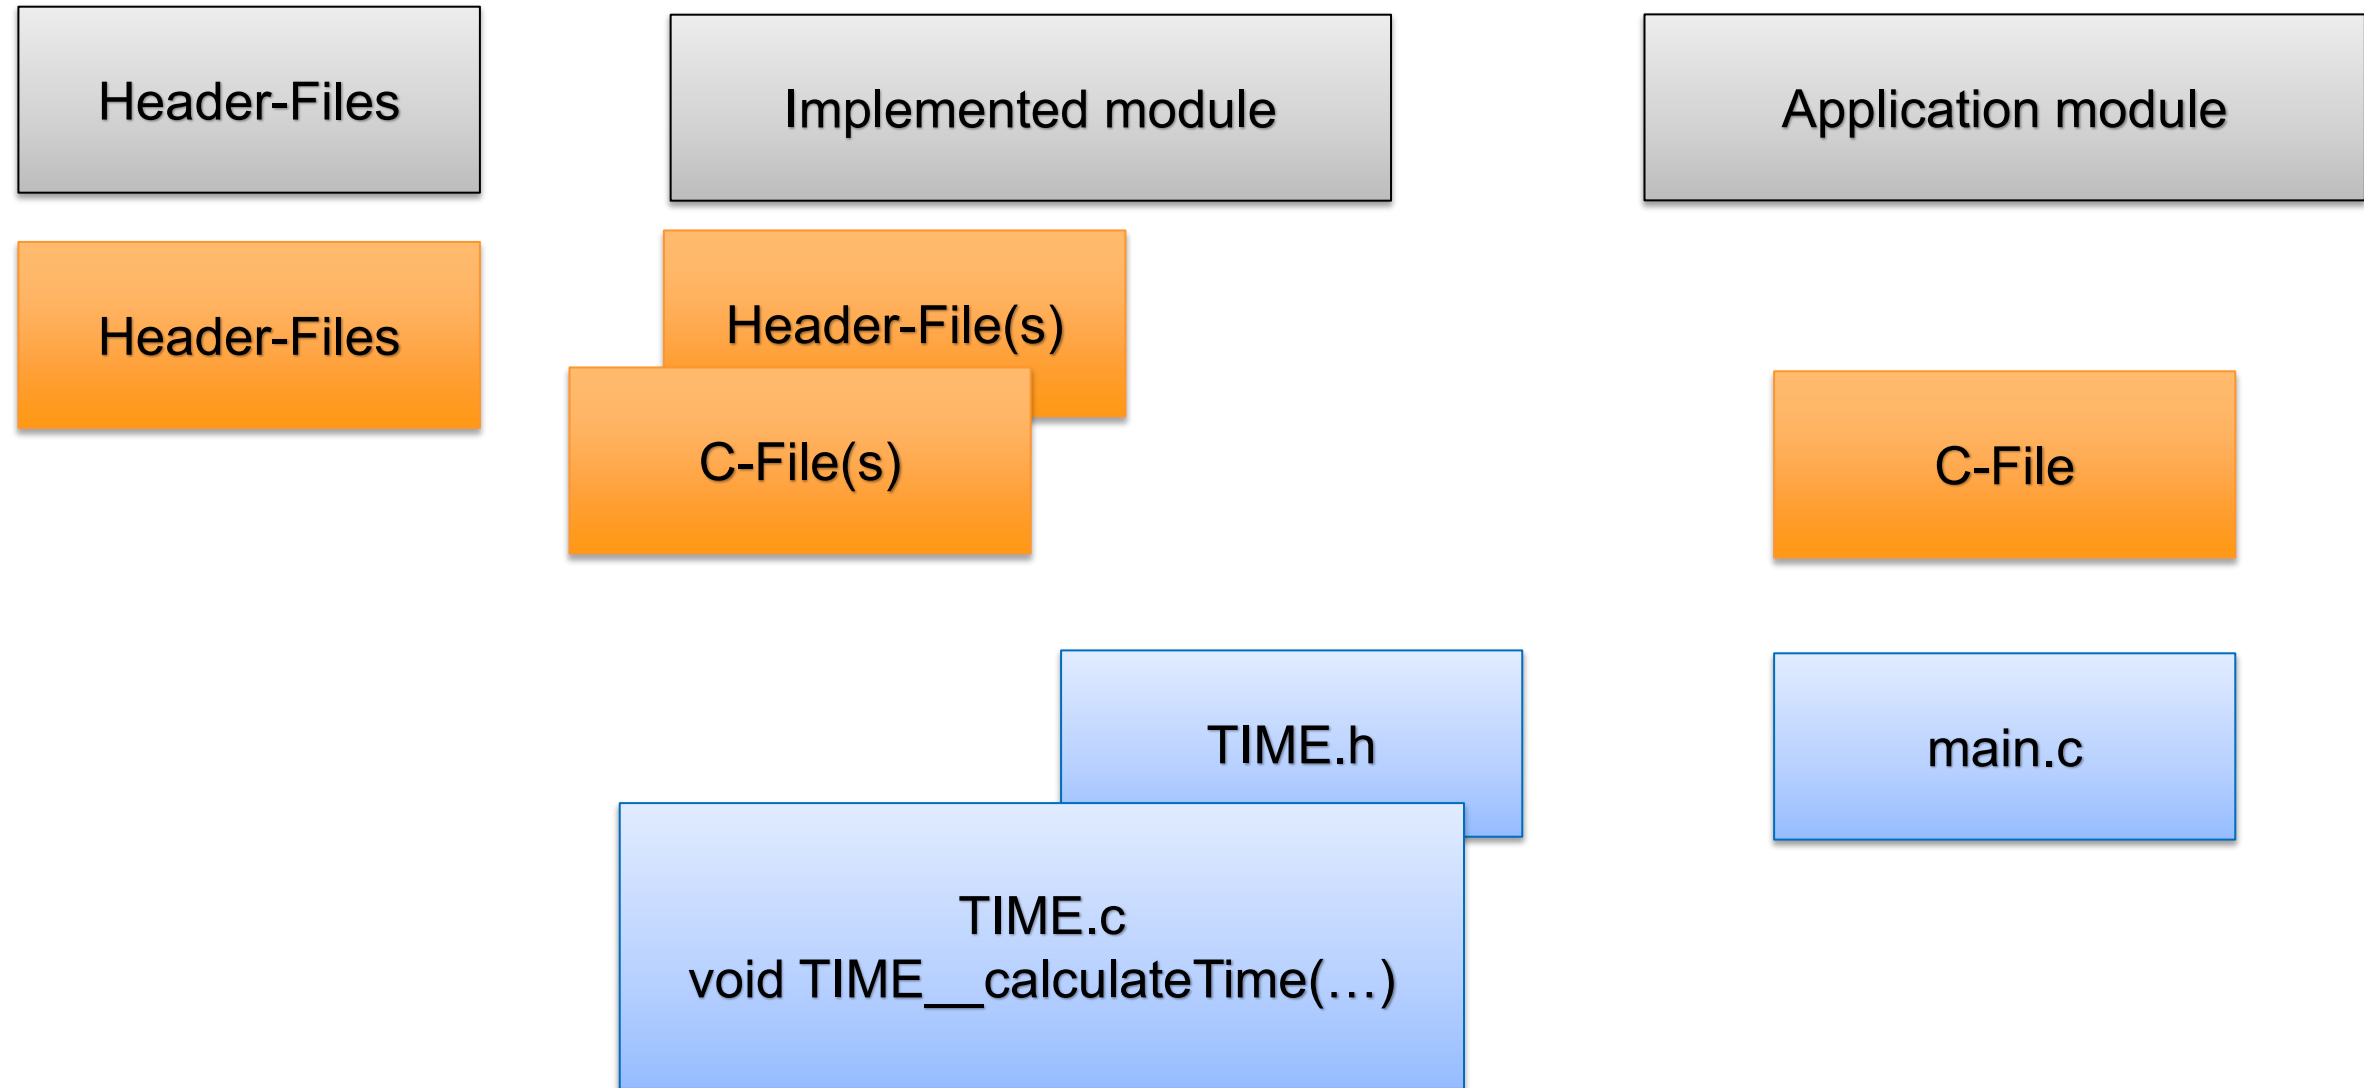 Header-Files
Implemented module
Application module
Header-Files
Header-File(s)
C-File(s)
C-File
TIME.h
main.c
TIME.c
void TIME__calculateTime(…)